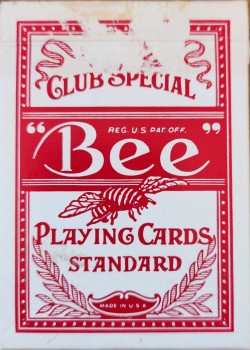 CLUB SPECIAL
REG. U.S PAT. OFF.
"Bee"
PLAYING CARDS
STANDARD
MADE IN U S A